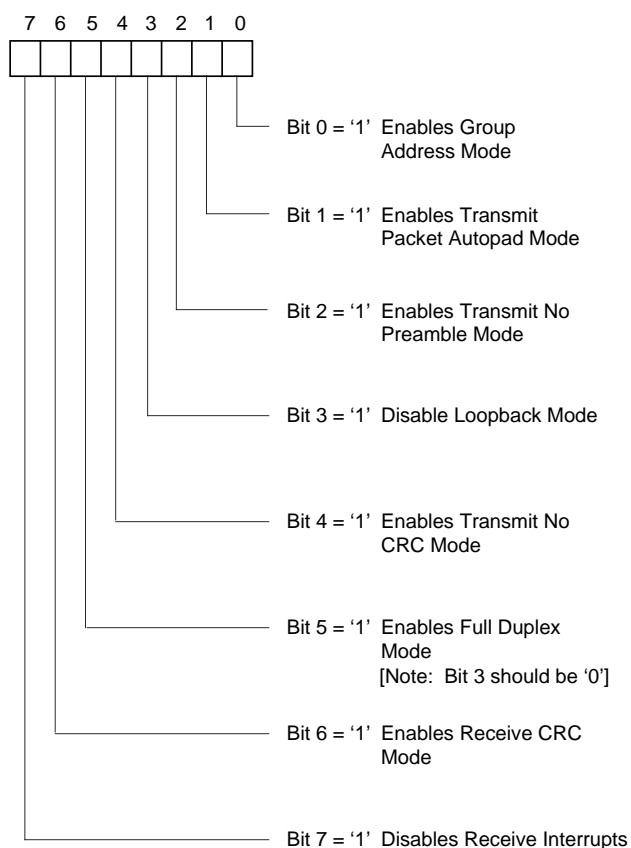 7 6 5 4 3 2 1 0
Bit 0 = ‘1’ Enables Group
Address Mode
Bit 1 = ‘1’ Enables Transmit
Packet Autopad Mode
Bit 2 = ‘1’ Enables Transmit No
Preamble Mode
Bit 3 = ‘1’ Disable Loopback Mode
Bit 4 = ‘1’ Enables Transmit No
CRC Mode
Bit 5 = ‘1’ Enables Full Duplex
Mode
[Note: Bit 3 should be ‘0’]
Bit 6 = ‘1’ Enables Receive CRC
Mode
Bit 7 = ‘1’ Disables Receive Interrupts